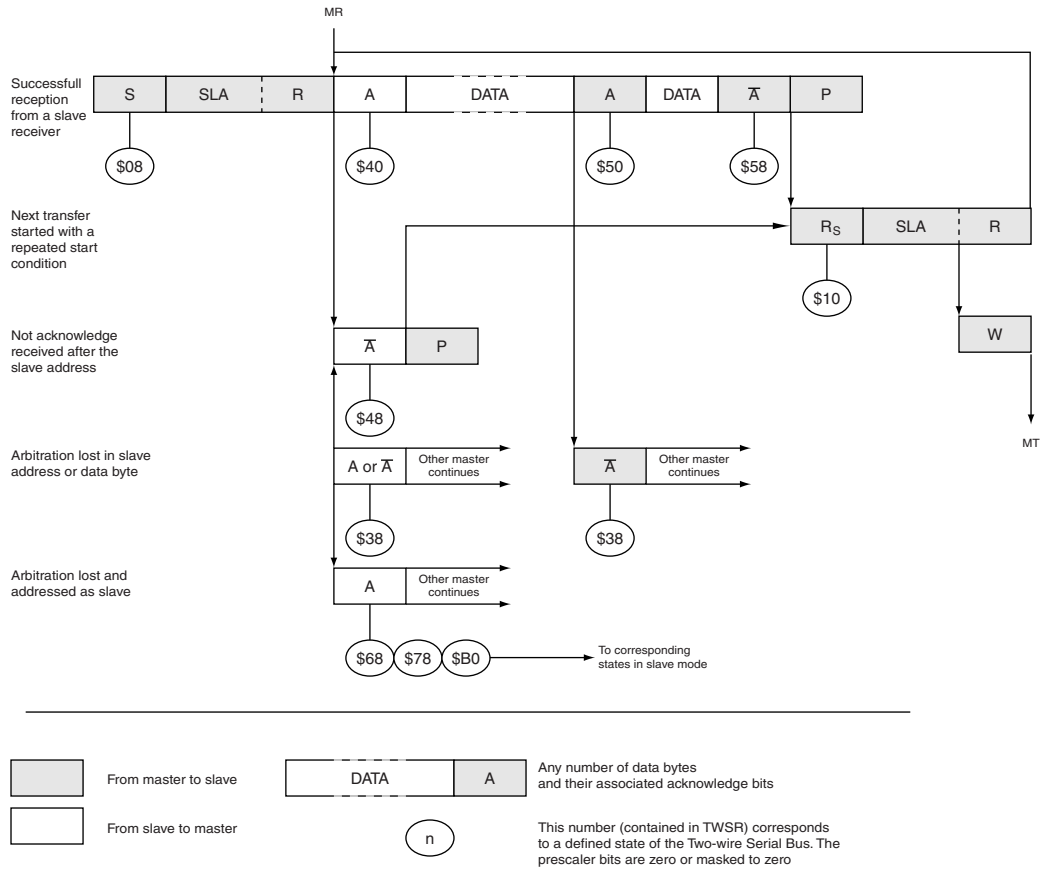 MR
Successfull
reception
from a slave
receiver
S SLA R A DATA A DATA A̅ P
$08 $40 $50 $58
Next transfer
started with a
repeated start
condition
RS SLA R
$10
Not acknowledge
received after the
slave address
A̅ P
W
$48
MT
Arbitration lost in slave
address or data byte
A or A̅
Other master
continues
A̅
Other master
continues
$38 $38
Arbitration lost and
addressed as slave
A
Other master
continues
$68 $78 $B0
To corresponding
states in slave mode
From master to slave
DATA A
Any number of data bytes
and their associated acknowledge bits
From slave to master
n
This number (contained in TWSR) corresponds
to a defined state of the Two-wire Serial Bus. The
prescaler bits are zero or masked to zero